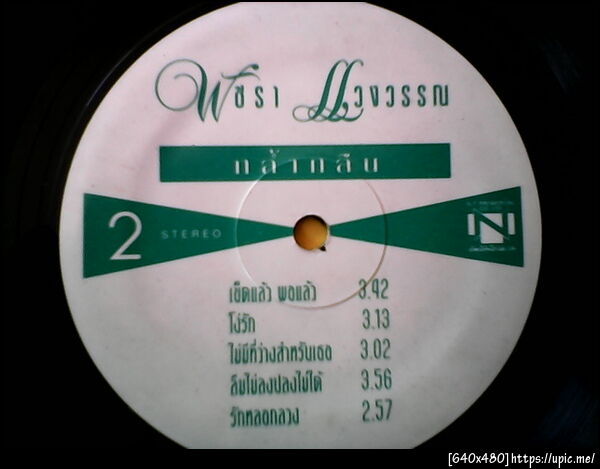 พัชรา แวงวรรณ
กล้ำกลืน
2
STEREO
N
เข็ดแล้ว พอแล้ว 3.42
โง่รัก 3.13
ไม่มีที่ว่างสำหรับเธอ 3.02
ลืมไม่ลงปลงไม่ได้ 3.56
รักหลอกลวง 2.57
[640x480]https://upic.me/